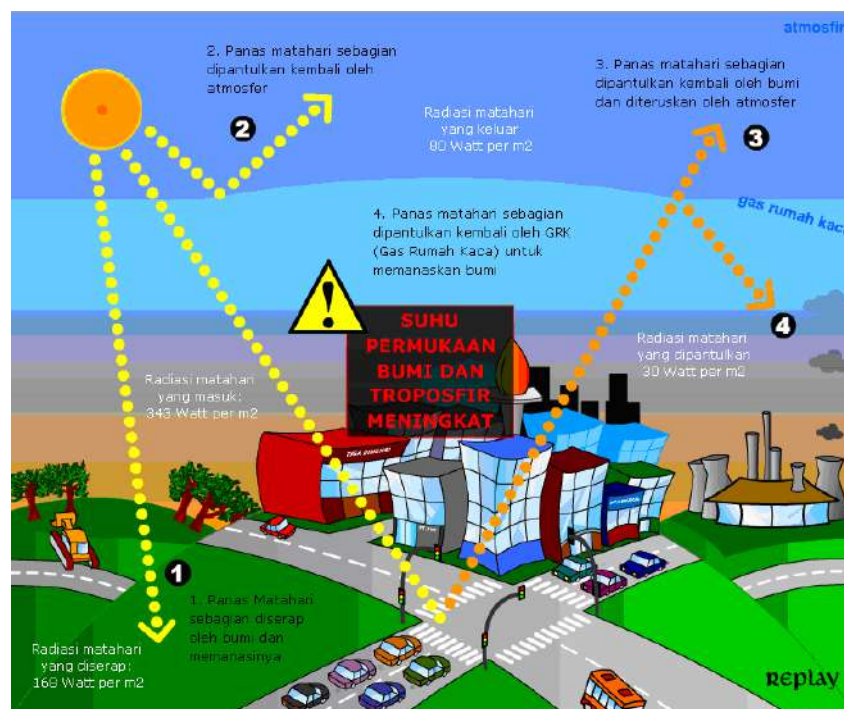 atmosfir
2. Panas matahari sebagian
dipantulkan kembali oleh
atmosfer
2
3. Panas matahari sebagian
dipantulkan kembali oleh bumi
dan diteruskan oleh atmosfer
3
Radiasi matahari
yang keluar
80 Watt per m2
gas rumah kaca
4. Panas matahari sebagian
dipantulkan kembali oleh GRK
(Gas Rumah Kaca) untuk
memanaskan bumi
!
4
SUHU
PERMUKAAN
BUMI DAN
TROPOSFIR
MENINGKAT
Radiasi matahari
yang dipantulkan
30 Watt per m2
Radiasi matahari
yang masuk:
343 Watt per m2
1
1. Panas Matahari
sebagian diserap
oleh bumi dan
memanasinya
Radiasi matahari
yang diserap:
168 Watt per m2
Replay